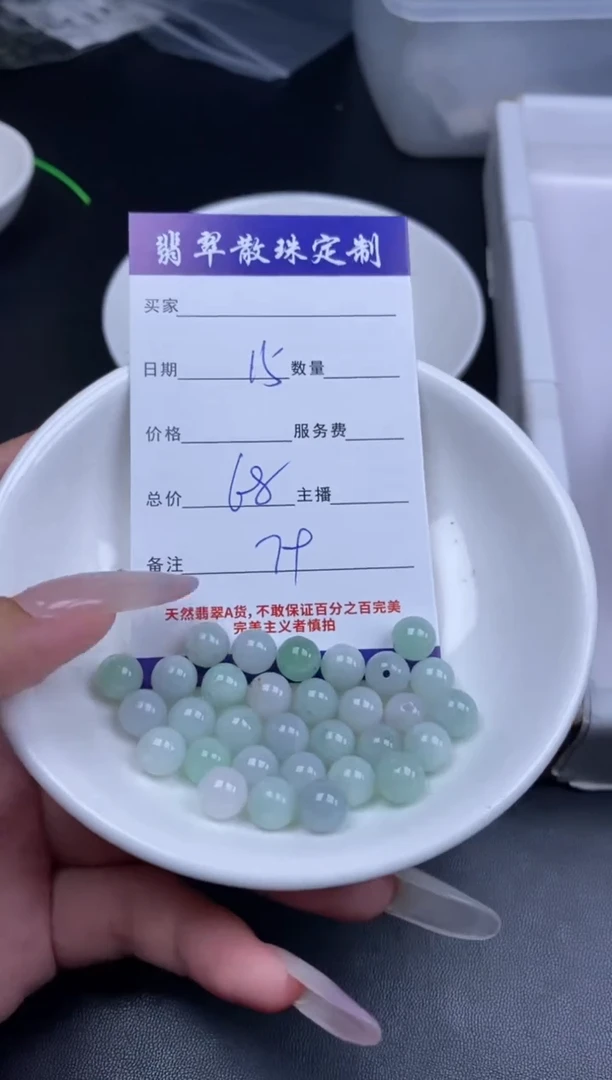 翡翠散珠定制
买家
日期 15 数量
价格 服务费
总价 68 主播
备注
天然翡翠A货，不敢保证百分之百完美
完美主义者慎拍